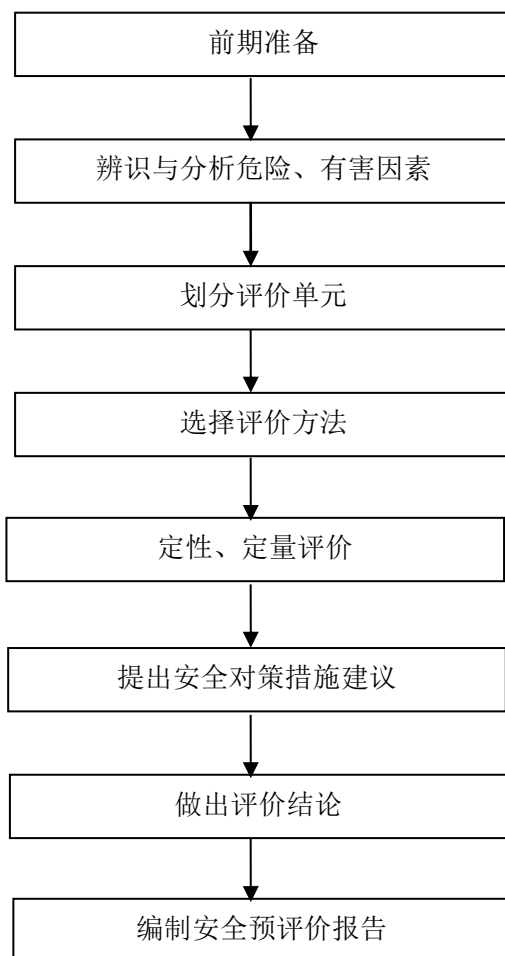 前期准备
辨识与分析危险、有害因素
划分评价单元
选择评价方法
定性、定量评价
提出安全对策措施建议
做出评价结论
编制安全预评价报告